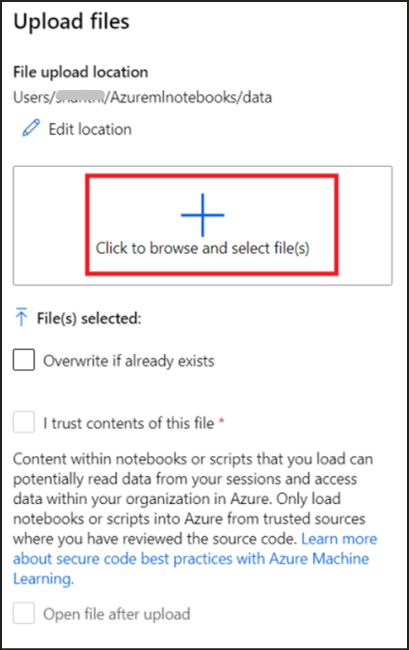 Upload files
File upload location
Users//Azuremlnotebooks/data
Edit location
Click to browse and select file(s)
File(s) selected:
Overwrite if already exists
I trust contents of this file *
Content within notebooks or scripts that you load can
potentially read data from your sessions and access
data within your organization in Azure. Only load
notebooks or scripts into Azure from trusted sources
where you have reviewed the source code. Learn more
about secure code best practices with Azure Machine
Learning.
Open file after upload